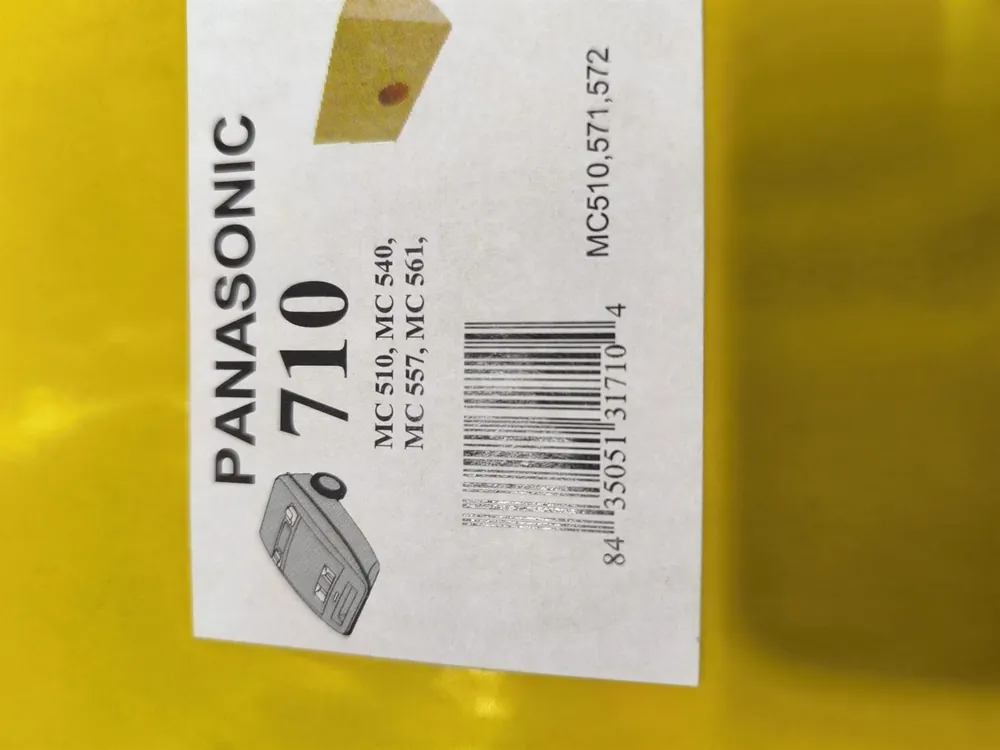 PANASONIC
710
MC 510, MC 540,
MC 557, MC 561,
84 35051 31710 4
MC510,571,572